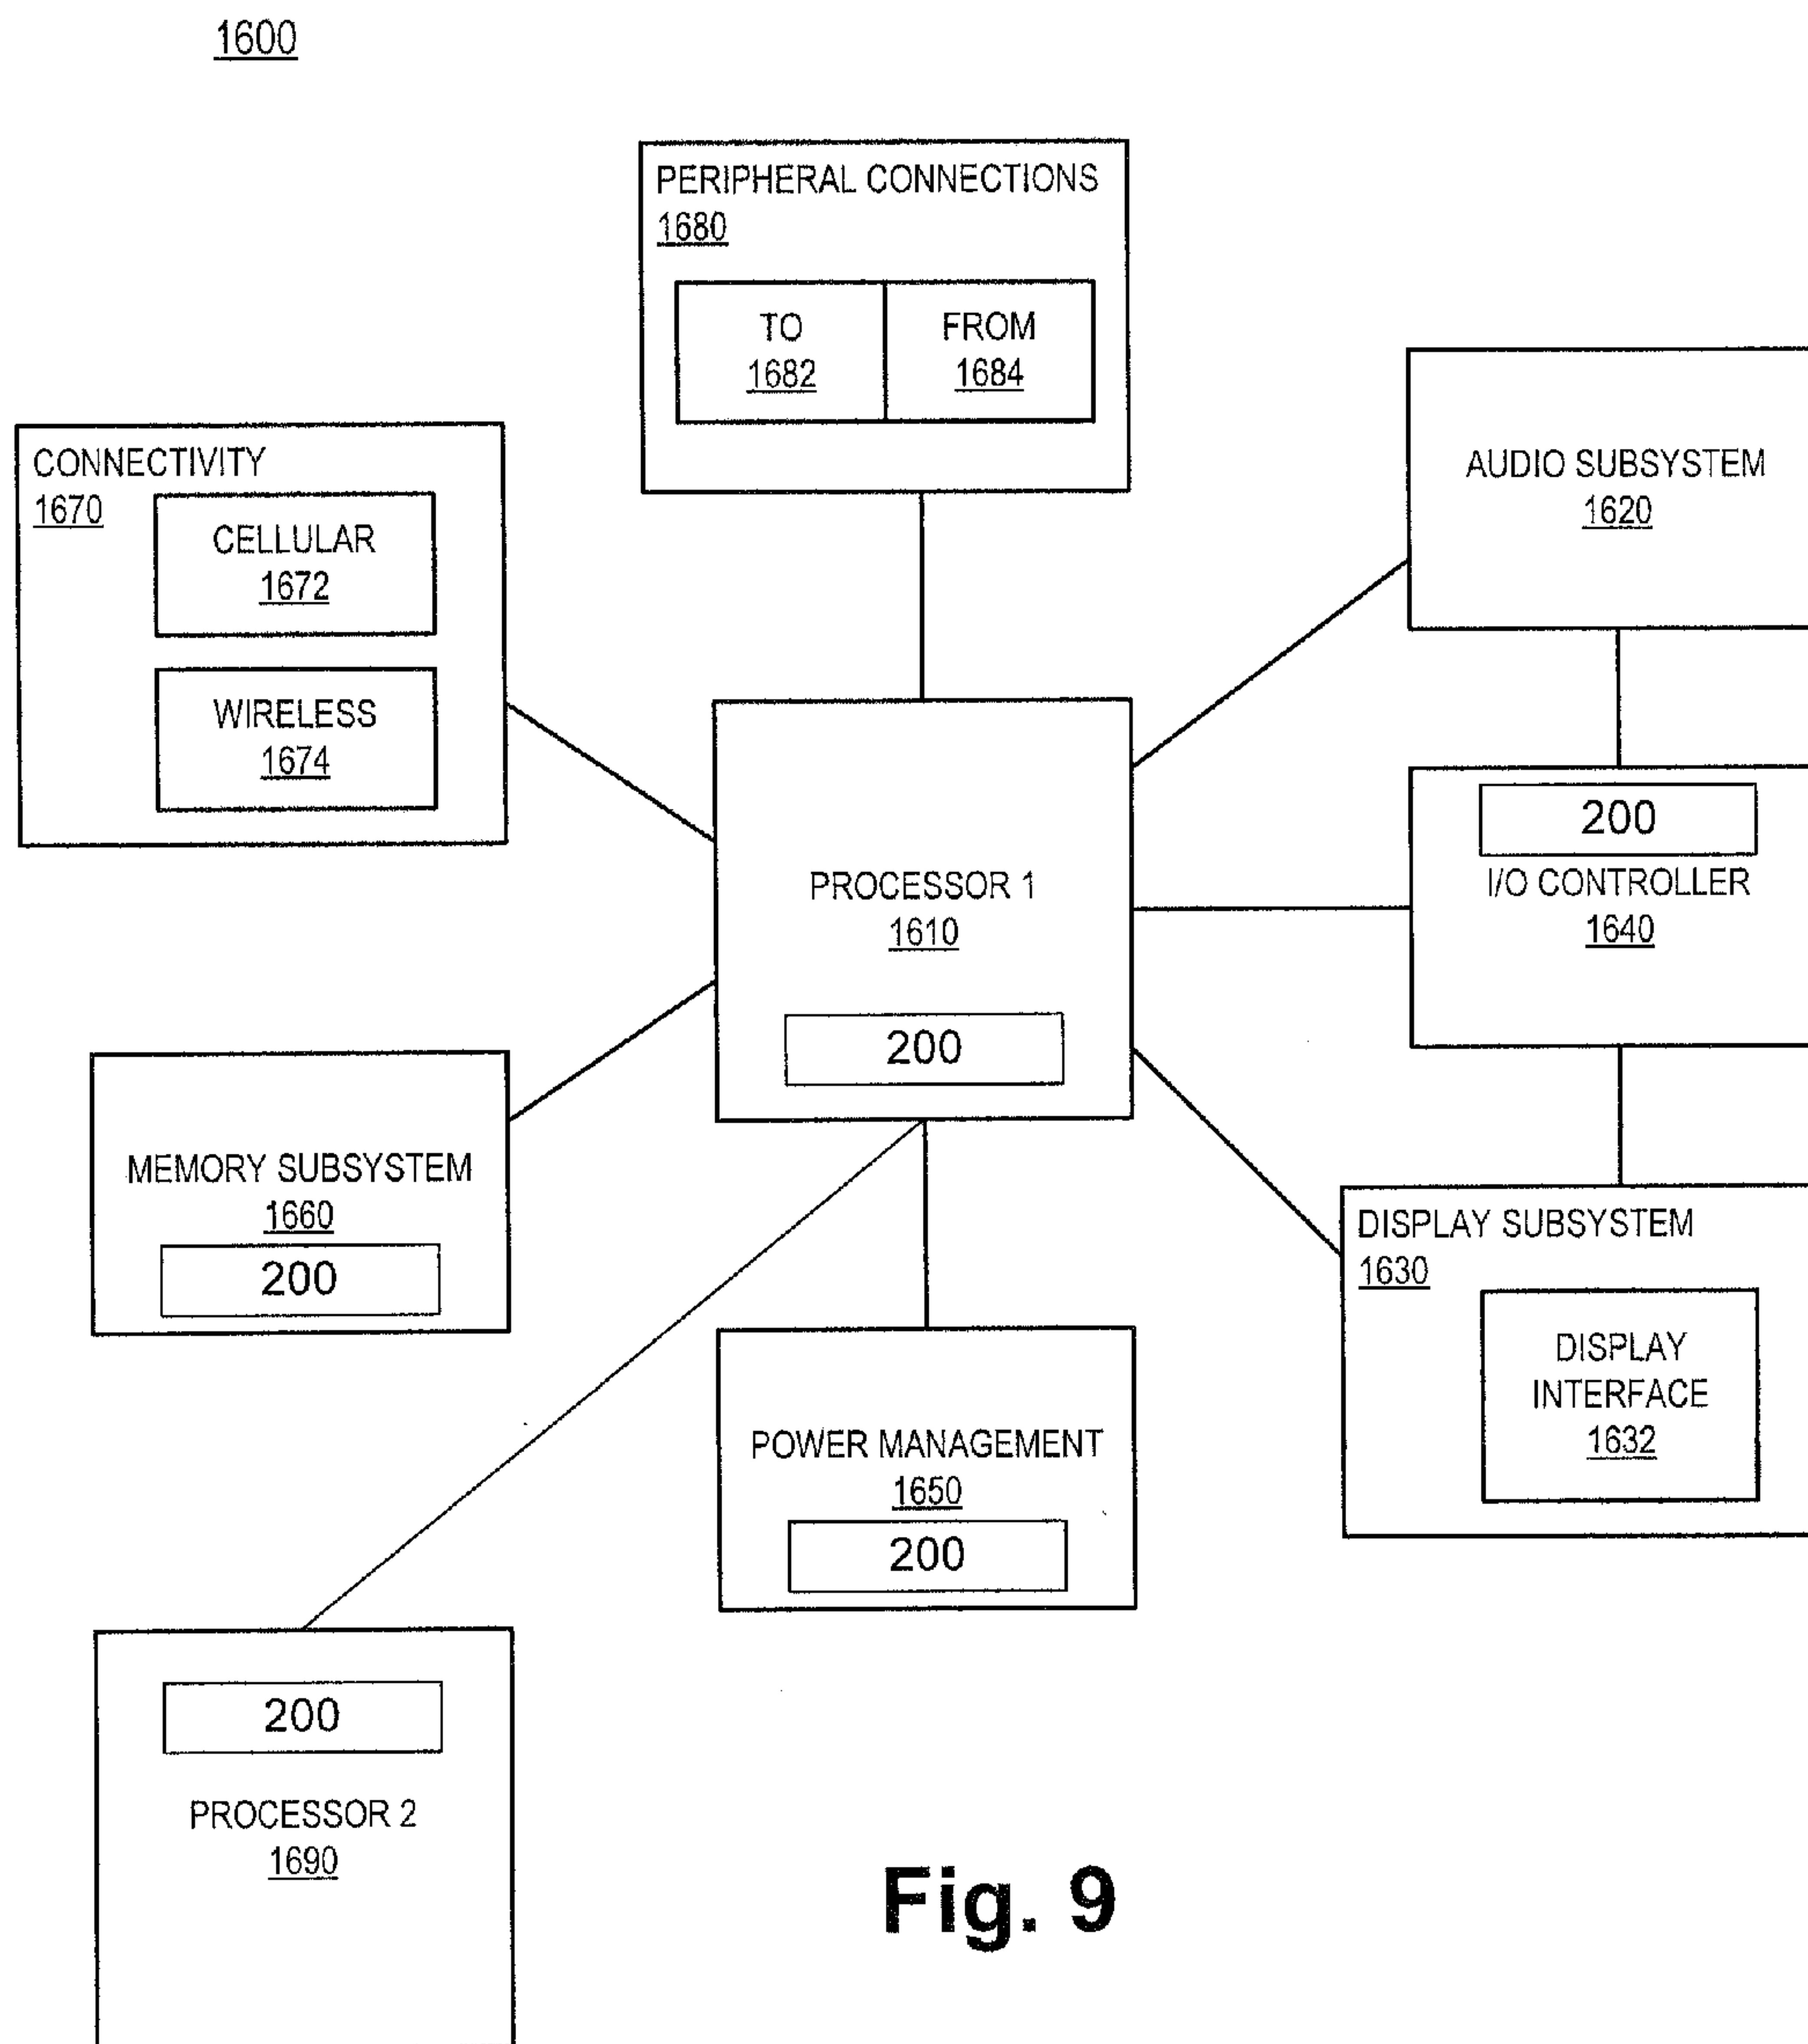 1600
PERIPHERAL CONNECTIONS
1680
TO
1682
FROM
1684
CONNECTIVITY
1670
CELLULAR
1672
WIRELESS
1674
AUDIO SUBSYSTEM
1620
PROCESSOR 1
1610
200
200
I/O CONTROLLER
1640
MEMORY SUBSYSTEM
1660
200
DISPLAY SUBSYSTEM
1630
DISPLAY
INTERFACE
1632
POWER MANAGEMENT
1650
200
200
PROCESSOR 2
1690
Fig. 9